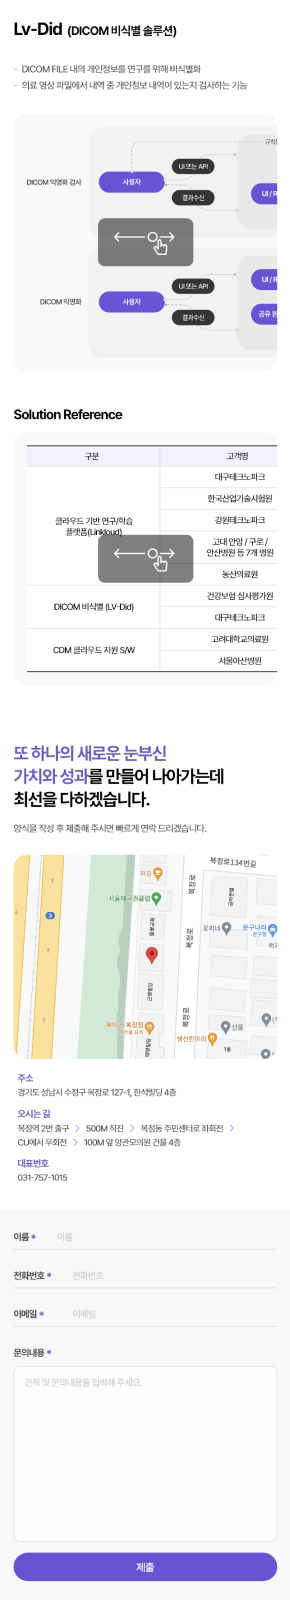 Lv-Did (DICOM 비식별 솔루션)
– DICOM FILE 내의 개인정보를 연구를 위해 비식별화
– 의료 영상 파일에서 내역 중 개인정보 내역이 있는지 검사하는 기능
규칙
DICOM 익명화 검사
사용자
UI 또는 API
결과수신
UI / R
DICOM 익명화
사용자
UI 또는 API
결과수신
UI / R
공유 원
Solution Reference
구분 고객명
클라우드 기반 연구/학습
플랫폼(Linkloud)
대구테크노파크
한국산업기술시험원
강원테크노파크
고대 안암 / 구로 /
안산병원 등 7개 병원
동산의료원
DICOM 비식별 (LV-Did)
건강보험 심사평가원
대구테크노파크
CDM 클라우드 지원 S/W
고려대학교의료원
서울아산병원
또 하나의 새로운 눈부신
가치와 성과를 만들어 나아가는데
최선을 다하겠습니다.
양식을 작성 후 제출해 주시면 빠르게 연락 드리겠습니다.
복정로134번길
복정로
서울태극권클럽
3
꽃피네
문구나라
문구점
복정로
복정로
생선한마리
선물
1동
주소
경기도 성남시 수정구 복정로 127-1, 한석빌딩 4층
오시는 길
복정역 2번 출구 > 500M 직진 > 복정동 주민센터로 좌회전 >
CU에서 우회전 > 100M 앞 양관모의원 건물 4층
대표번호
031-757-1015
이름 * 이름
전화번호 * 전화번호
이메일 * 이메일
문의내용 *
견적 및 문의내용을 입력해 주세요.
제출